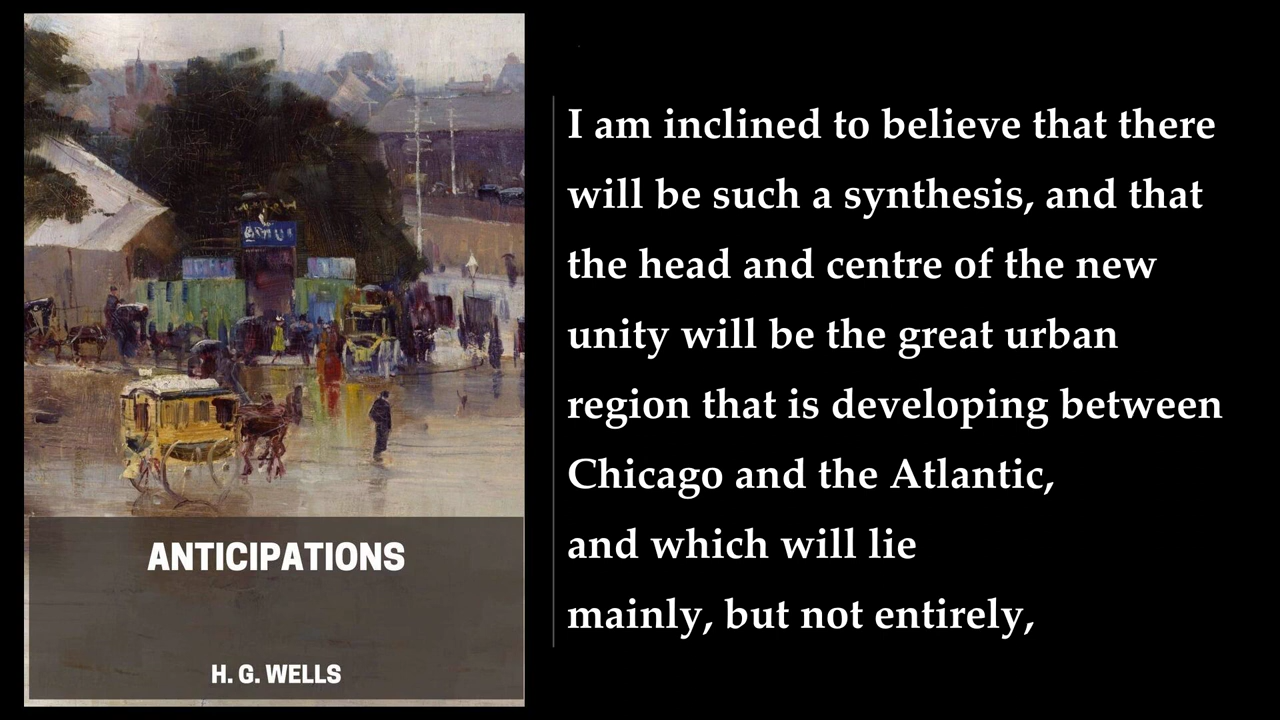 ANTICIPATIONS
H. G. WELLS
I am inclined to believe that there
will be such a synthesis, and that
the head and centre of the new
unity will be the great urban
region that is developing between
Chicago and the Atlantic,
and which will lie
mainly, but not entirely,